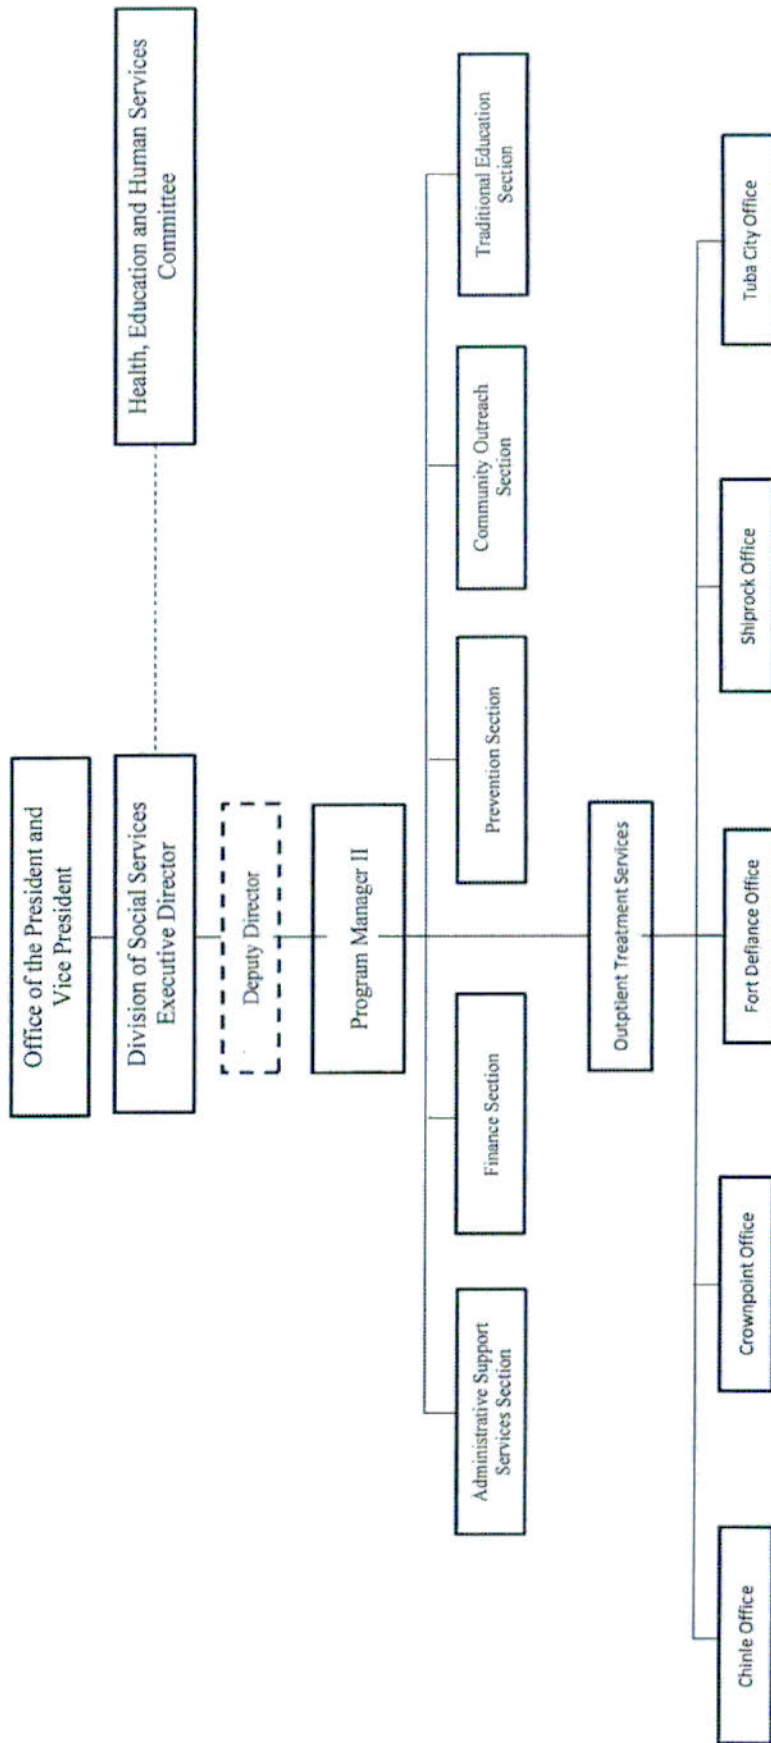 Office of the President and
Vice President
Division of Social Services
Executive Director
Health, Education and Human Services
Committee
Deputy Director
Program Manager II
Administrative Support
Services Section
Finance Section
Prevention Section
Community Outreach
Section
Traditional Education
Section
Outptient Treatment Services
Chinle Office
Crownpoint Office
Fort Defiance Office
Shiprock Office
Tuba City Office